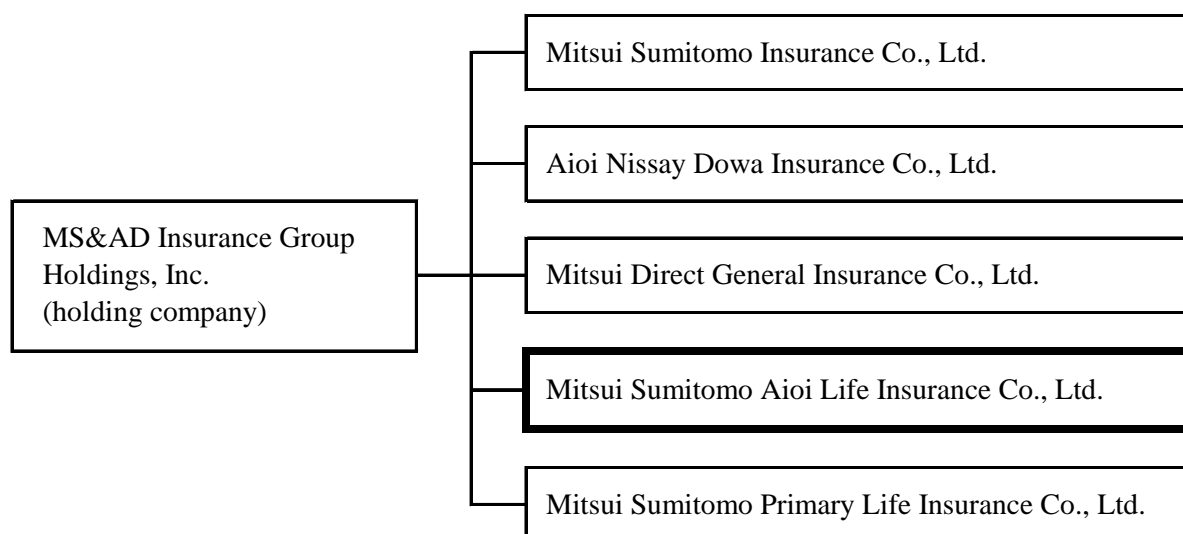 Mitsui Sumitomo Insurance Co., Ltd.
Aioi Nissay Dowa Insurance Co., Ltd.
MS&AD Insurance Group
Holdings, Inc.
(holding company)
Mitsui Direct General Insurance Co., Ltd.
Mitsui Sumitomo Aioi Life Insurance Co., Ltd.
Mitsui Sumitomo Primary Life Insurance Co., Ltd.